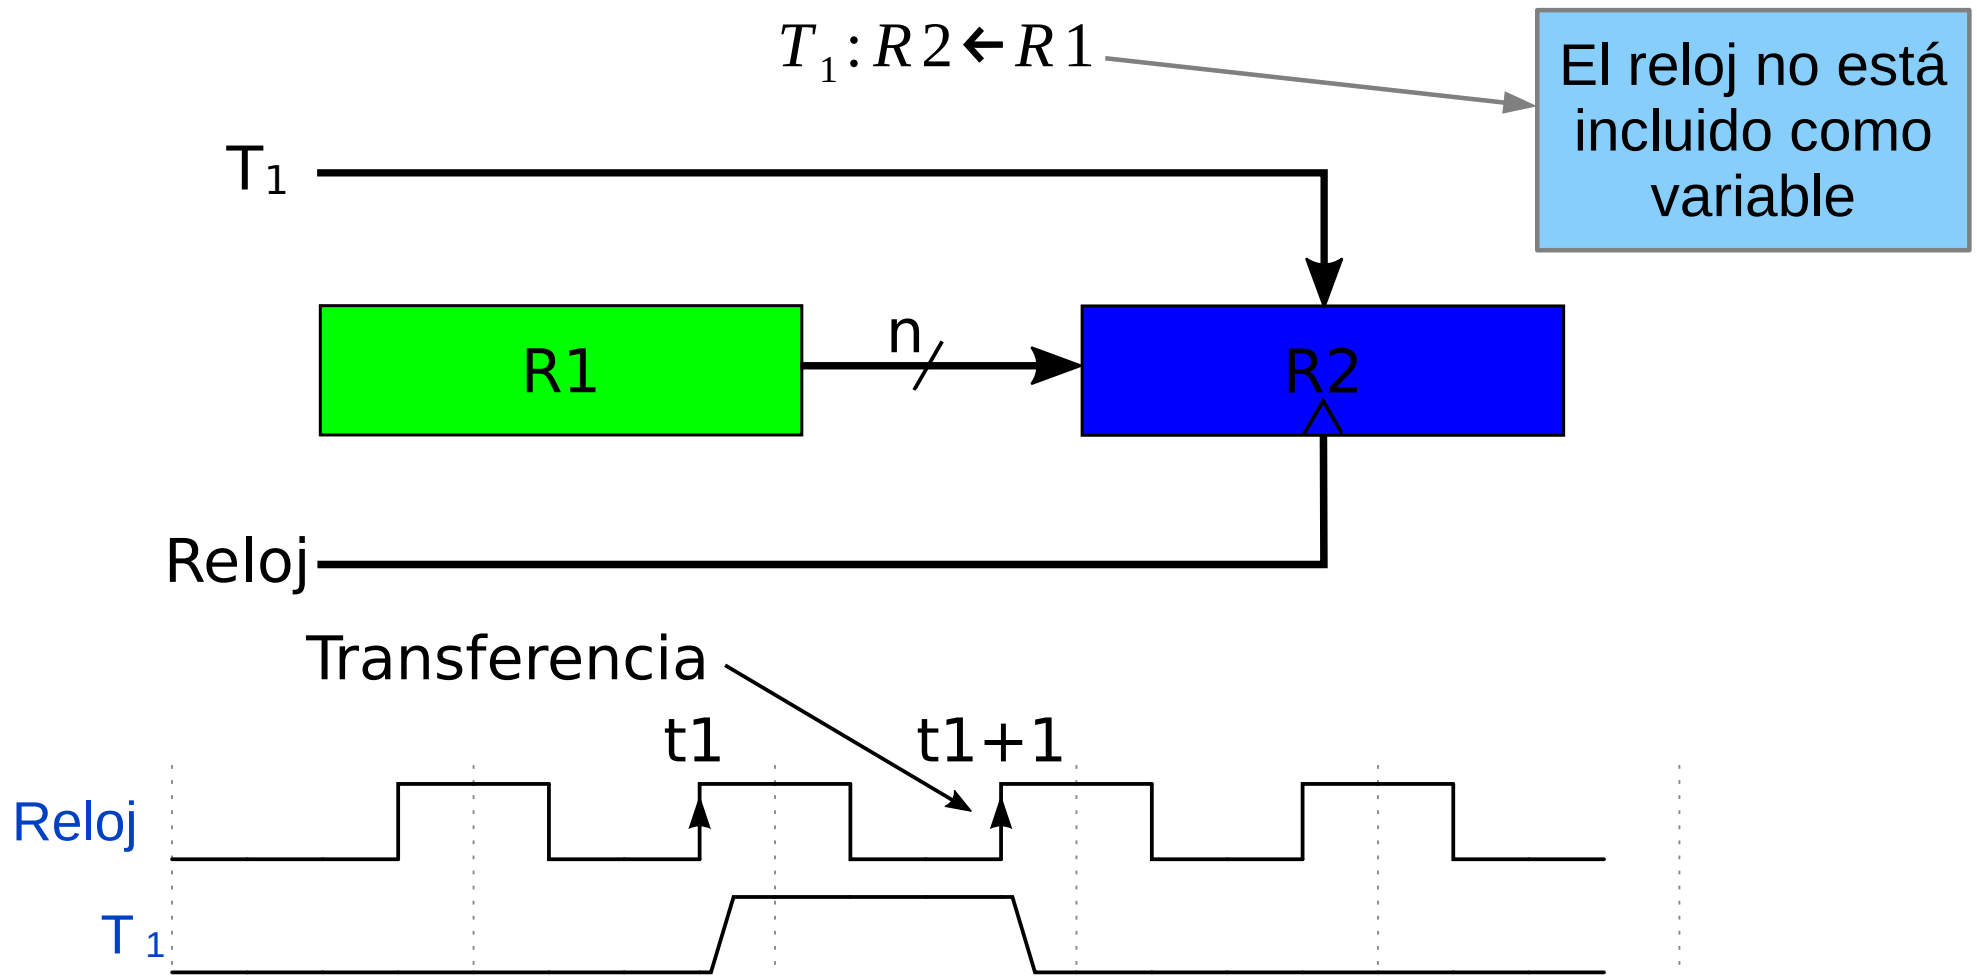 T₁: R2 ← R1
El reloj no está
incluido como
variable
T₁
n
R1
R2
Reloj
Transferencia
t1
t1+1
Reloj
T₁